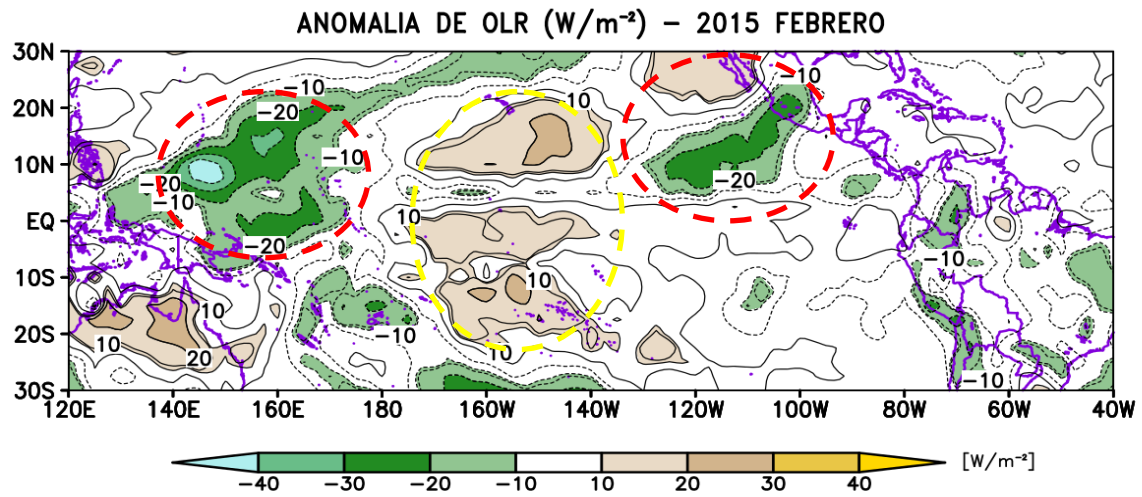 ANOMALIA DE OLR (W/m⁻²) – 2015 FEBRERO
30N
20N
10N
EQ
10S
20S
30S
−10
−20
−10
−20
−10
−20
10
−10
−20
−10
10
10
10
20
−10
10
10
−10
−10
120E 140E 160E 180 160W 140W 120W 100W 80W 60W 40W
−40 −30 −20 −10 10 20 30 40
[W/m⁻²]